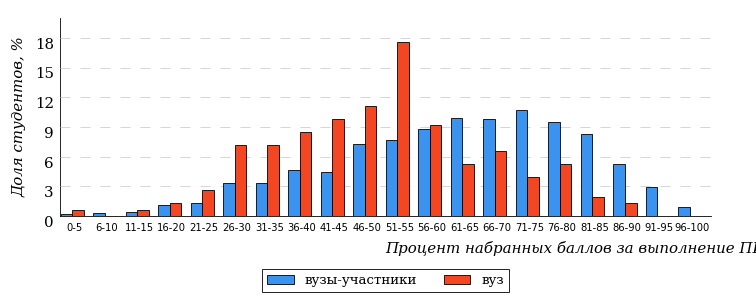 Доля студентов, %
18
15
12
9
6
3
0
0-5 6-10 11-15 16-20 21-25 26-30 31-35 36-40 41-45 46-50 51-55 56-60 61-65 66-70 71-75 76-80 81-85 86-90 91-95 96-100
Процент набранных баллов за выполнение
вузы-участники вуз